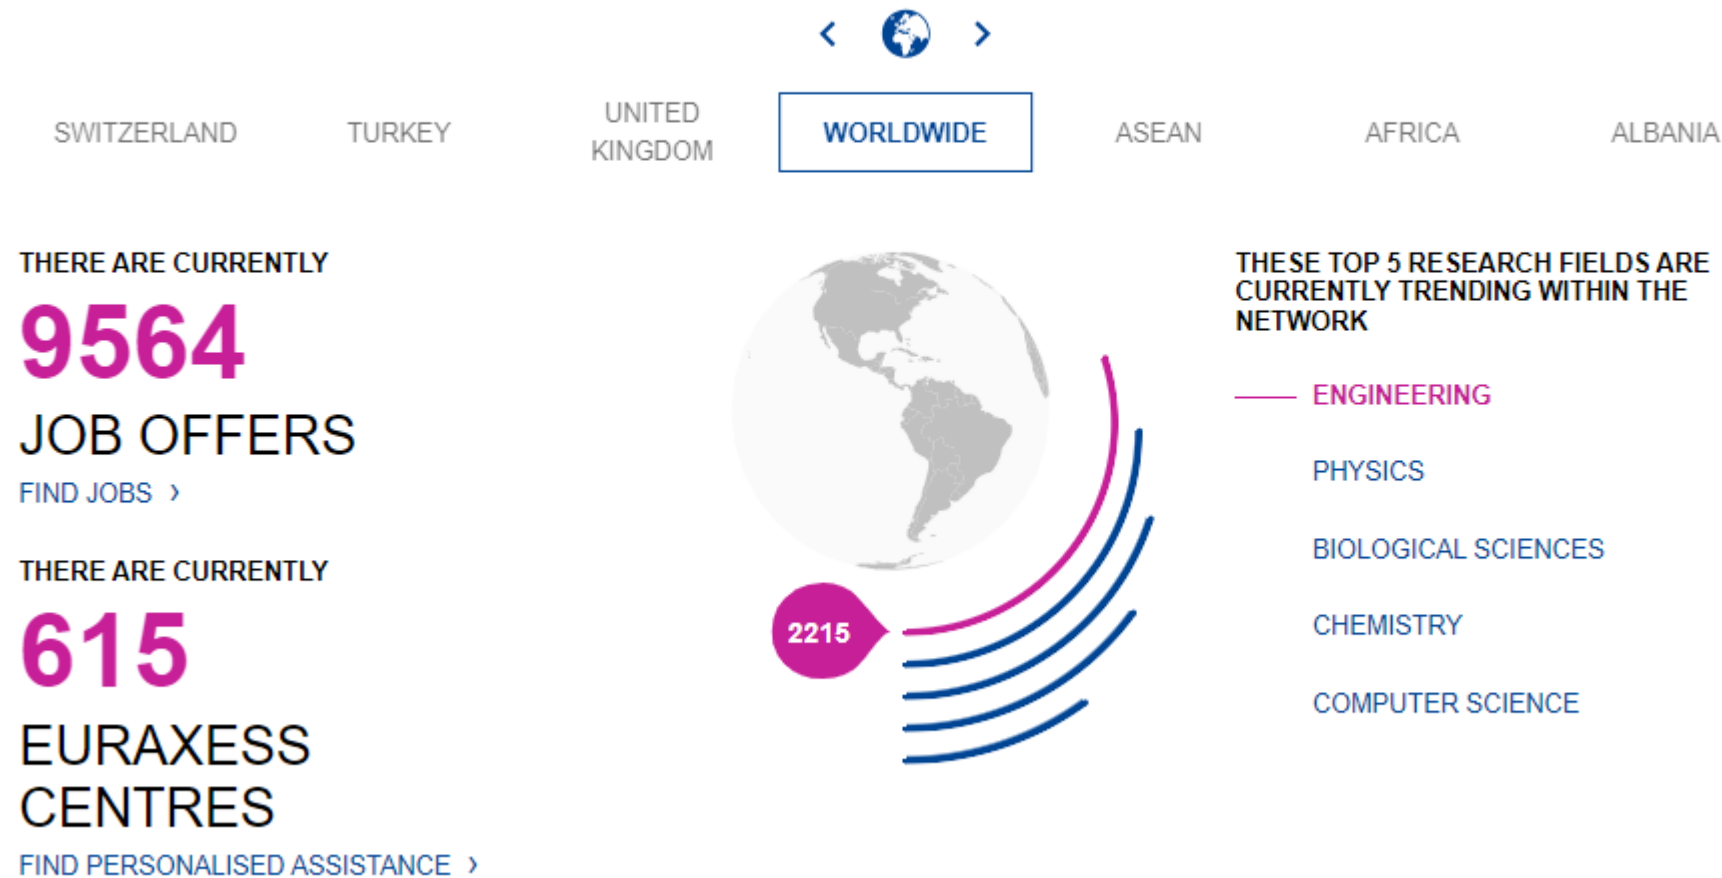 SWITZERLAND
TURKEY
UNITED
KINGDOM
WORLDWIDE
ASEAN
AFRICA
ALBANIA
THERE ARE CURRENTLY
9564
JOB OFFERS
FIND JOBS ›
THERE ARE CURRENTLY
615
EURAXESS
CENTRES
FIND PERSONALISED ASSISTANCE ›
2215
THESE TOP 5 RESEARCH FIELDS ARE
CURRENTLY TRENDING WITHIN THE
NETWORK
ENGINEERING
PHYSICS
BIOLOGICAL SCIENCES
CHEMISTRY
COMPUTER SCIENCE